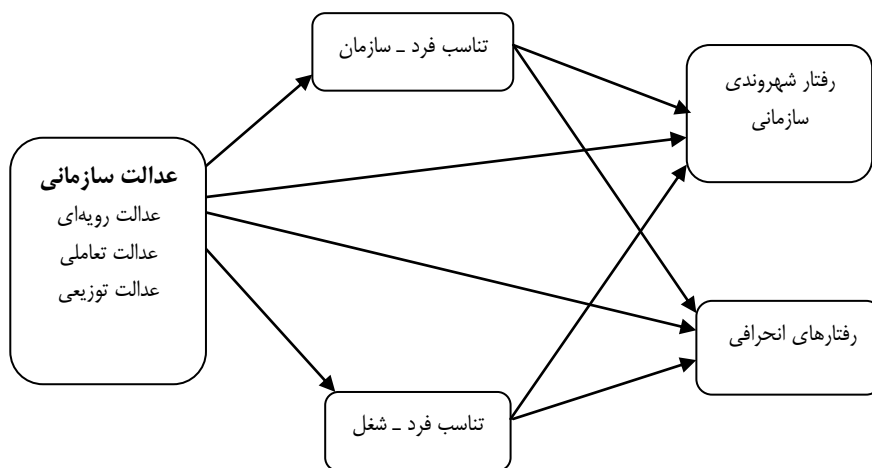 تناسب فرد ـ سازمان
رفتار شهروندی
سازمانی
عدالت سازمانی
عدالت رویه‌ای
عدالت تعاملی
عدالت توزیعی
رفتارهای انحرافی
تناسب فرد ـ شغل